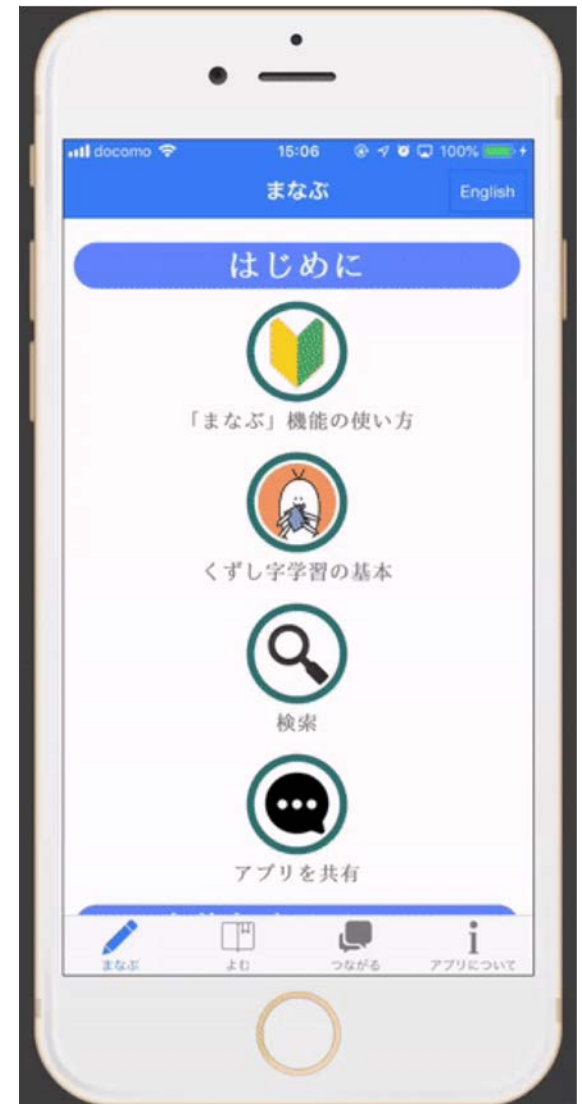 docomo 15:06 100%
まなぶ English
はじめに
「まなぶ」機能の使い方
くずし字学習の基本
検索
アプリを共有
まなぶ よむ つながる アプリについて